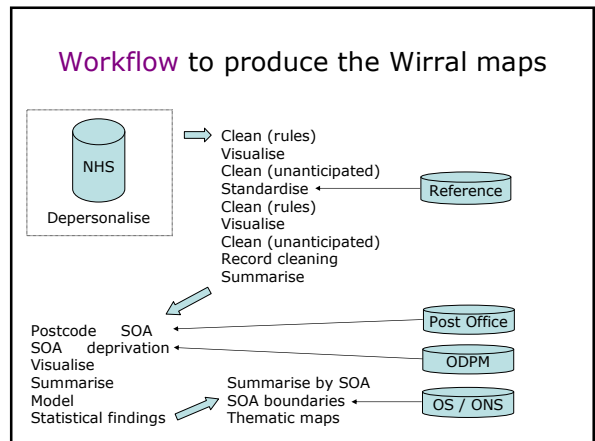 Workflow to produce the Wirral maps
NHS
Depersonalise
Clean (rules)
Visualise
Clean (unanticipated)
Standardise
Clean (rules)
Visualise
Clean (unanticipated)
Record cleaning
Summarise
Reference
Postcode SOA
SOA deprivation
Visualise
Summarise
Model
Statistical findings
Summarise by SOA
SOA boundaries
Thematic maps
Post Office
ODPM
OS / ONS